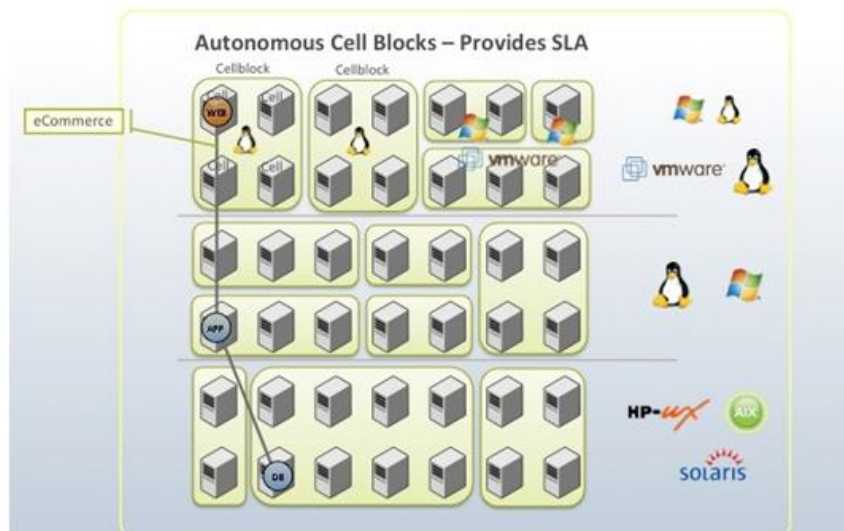 Autonomous Cell Blocks – Provides SLA
Cellblock
Cellblock
eCommerce
Cell
Cell
WEB
Cell
Cell
vmware
vmware
APP
HP-UX
AIX
DB
solaris